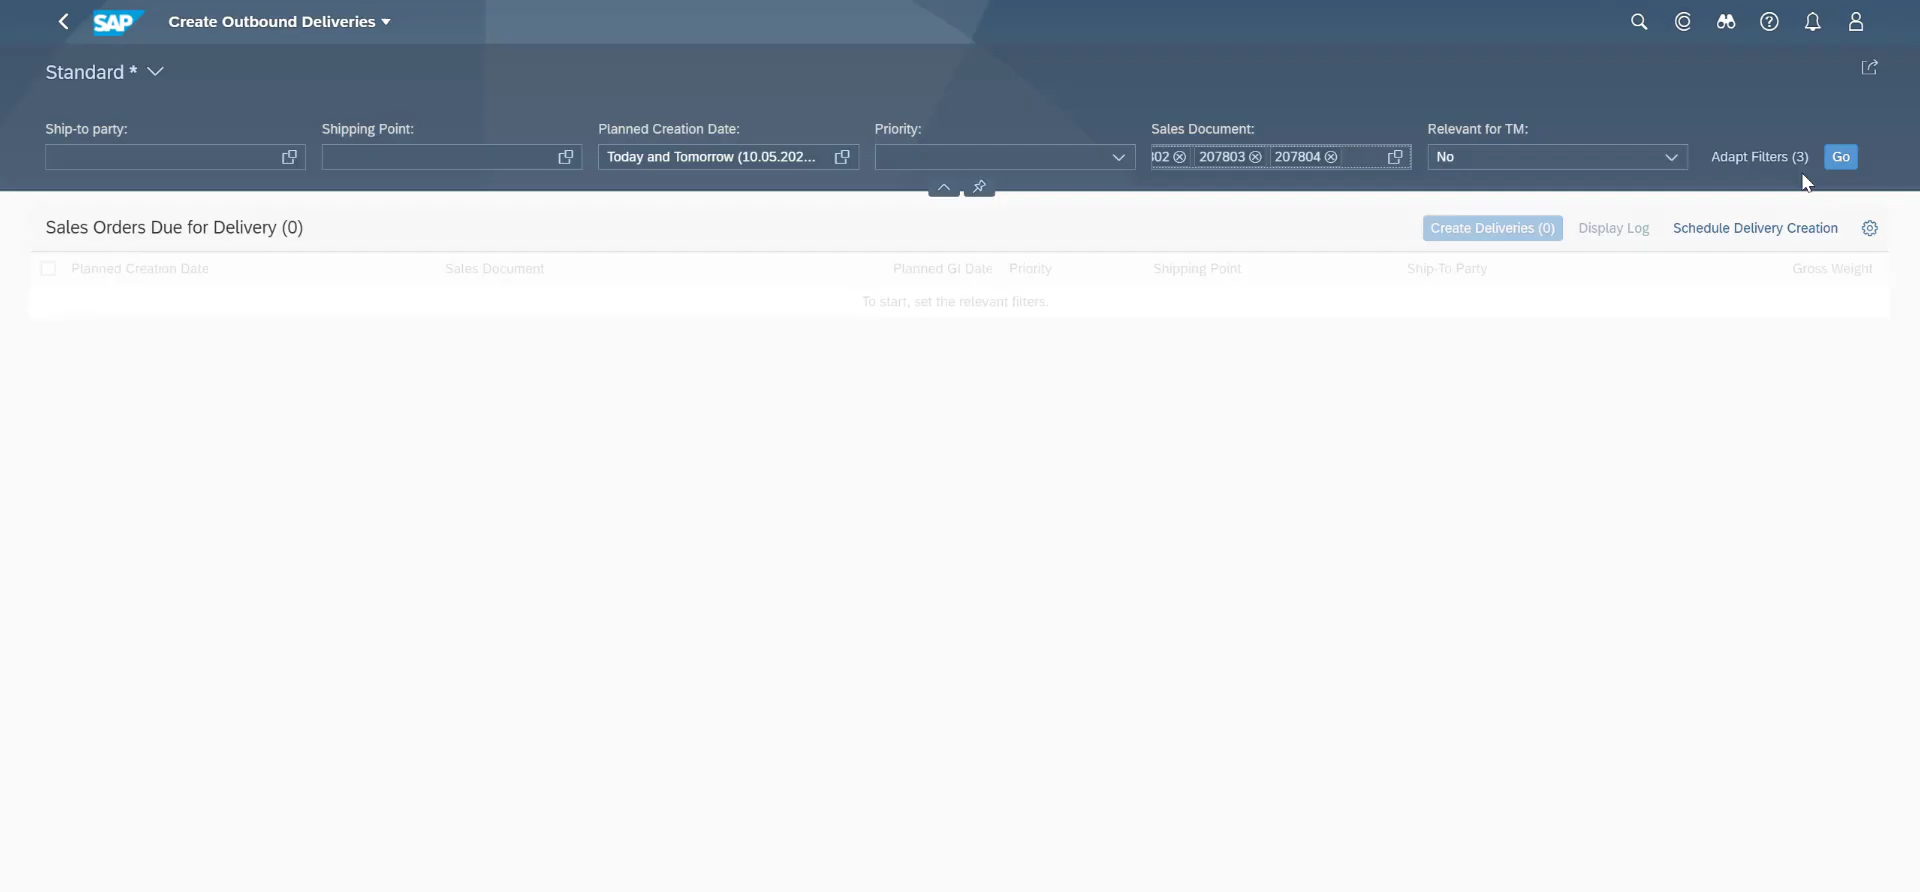 SAP Create Outbound Deliveries
Standard *
Ship-to party: Shipping Point: Planned Creation Date: Priority: Sales Document: Relevant for TM:
Today and Tomorrow (10.05.202... 802 207803 207804 No Adapt Filters (3) Go
Sales Orders Due for Delivery (0) Create Deliveries (0) Display Log Schedule Delivery Creation
Planned Creation Date Sales Document Planned GI Date Priority Shipping Point Ship-To Party Gross Weight
To start, set the relevant filters.